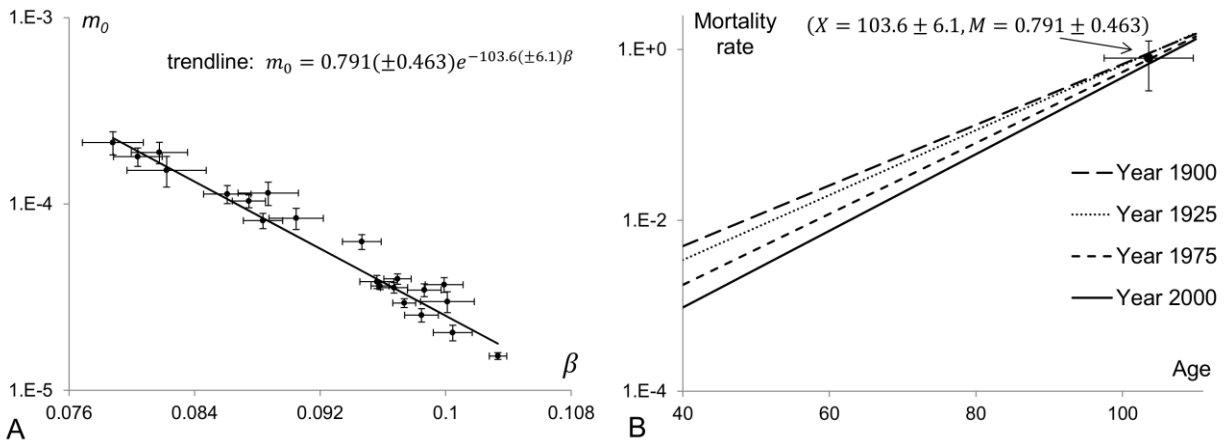 1.E-3
m₀
trendline: m₀ = 0.791(±0.463)e^−103.6(±6.1)β
1.E-4
1.E-5
β
0.076 0.084 0.092 0.1 0.108
A
Mortality rate
(X = 103.6 ± 6.1, M = 0.791 ± 0.463)
1.E+0
1.E-2
1.E-4
Year 1900
Year 1925
Year 1975
Year 2000
Age
40 60 80 100
B